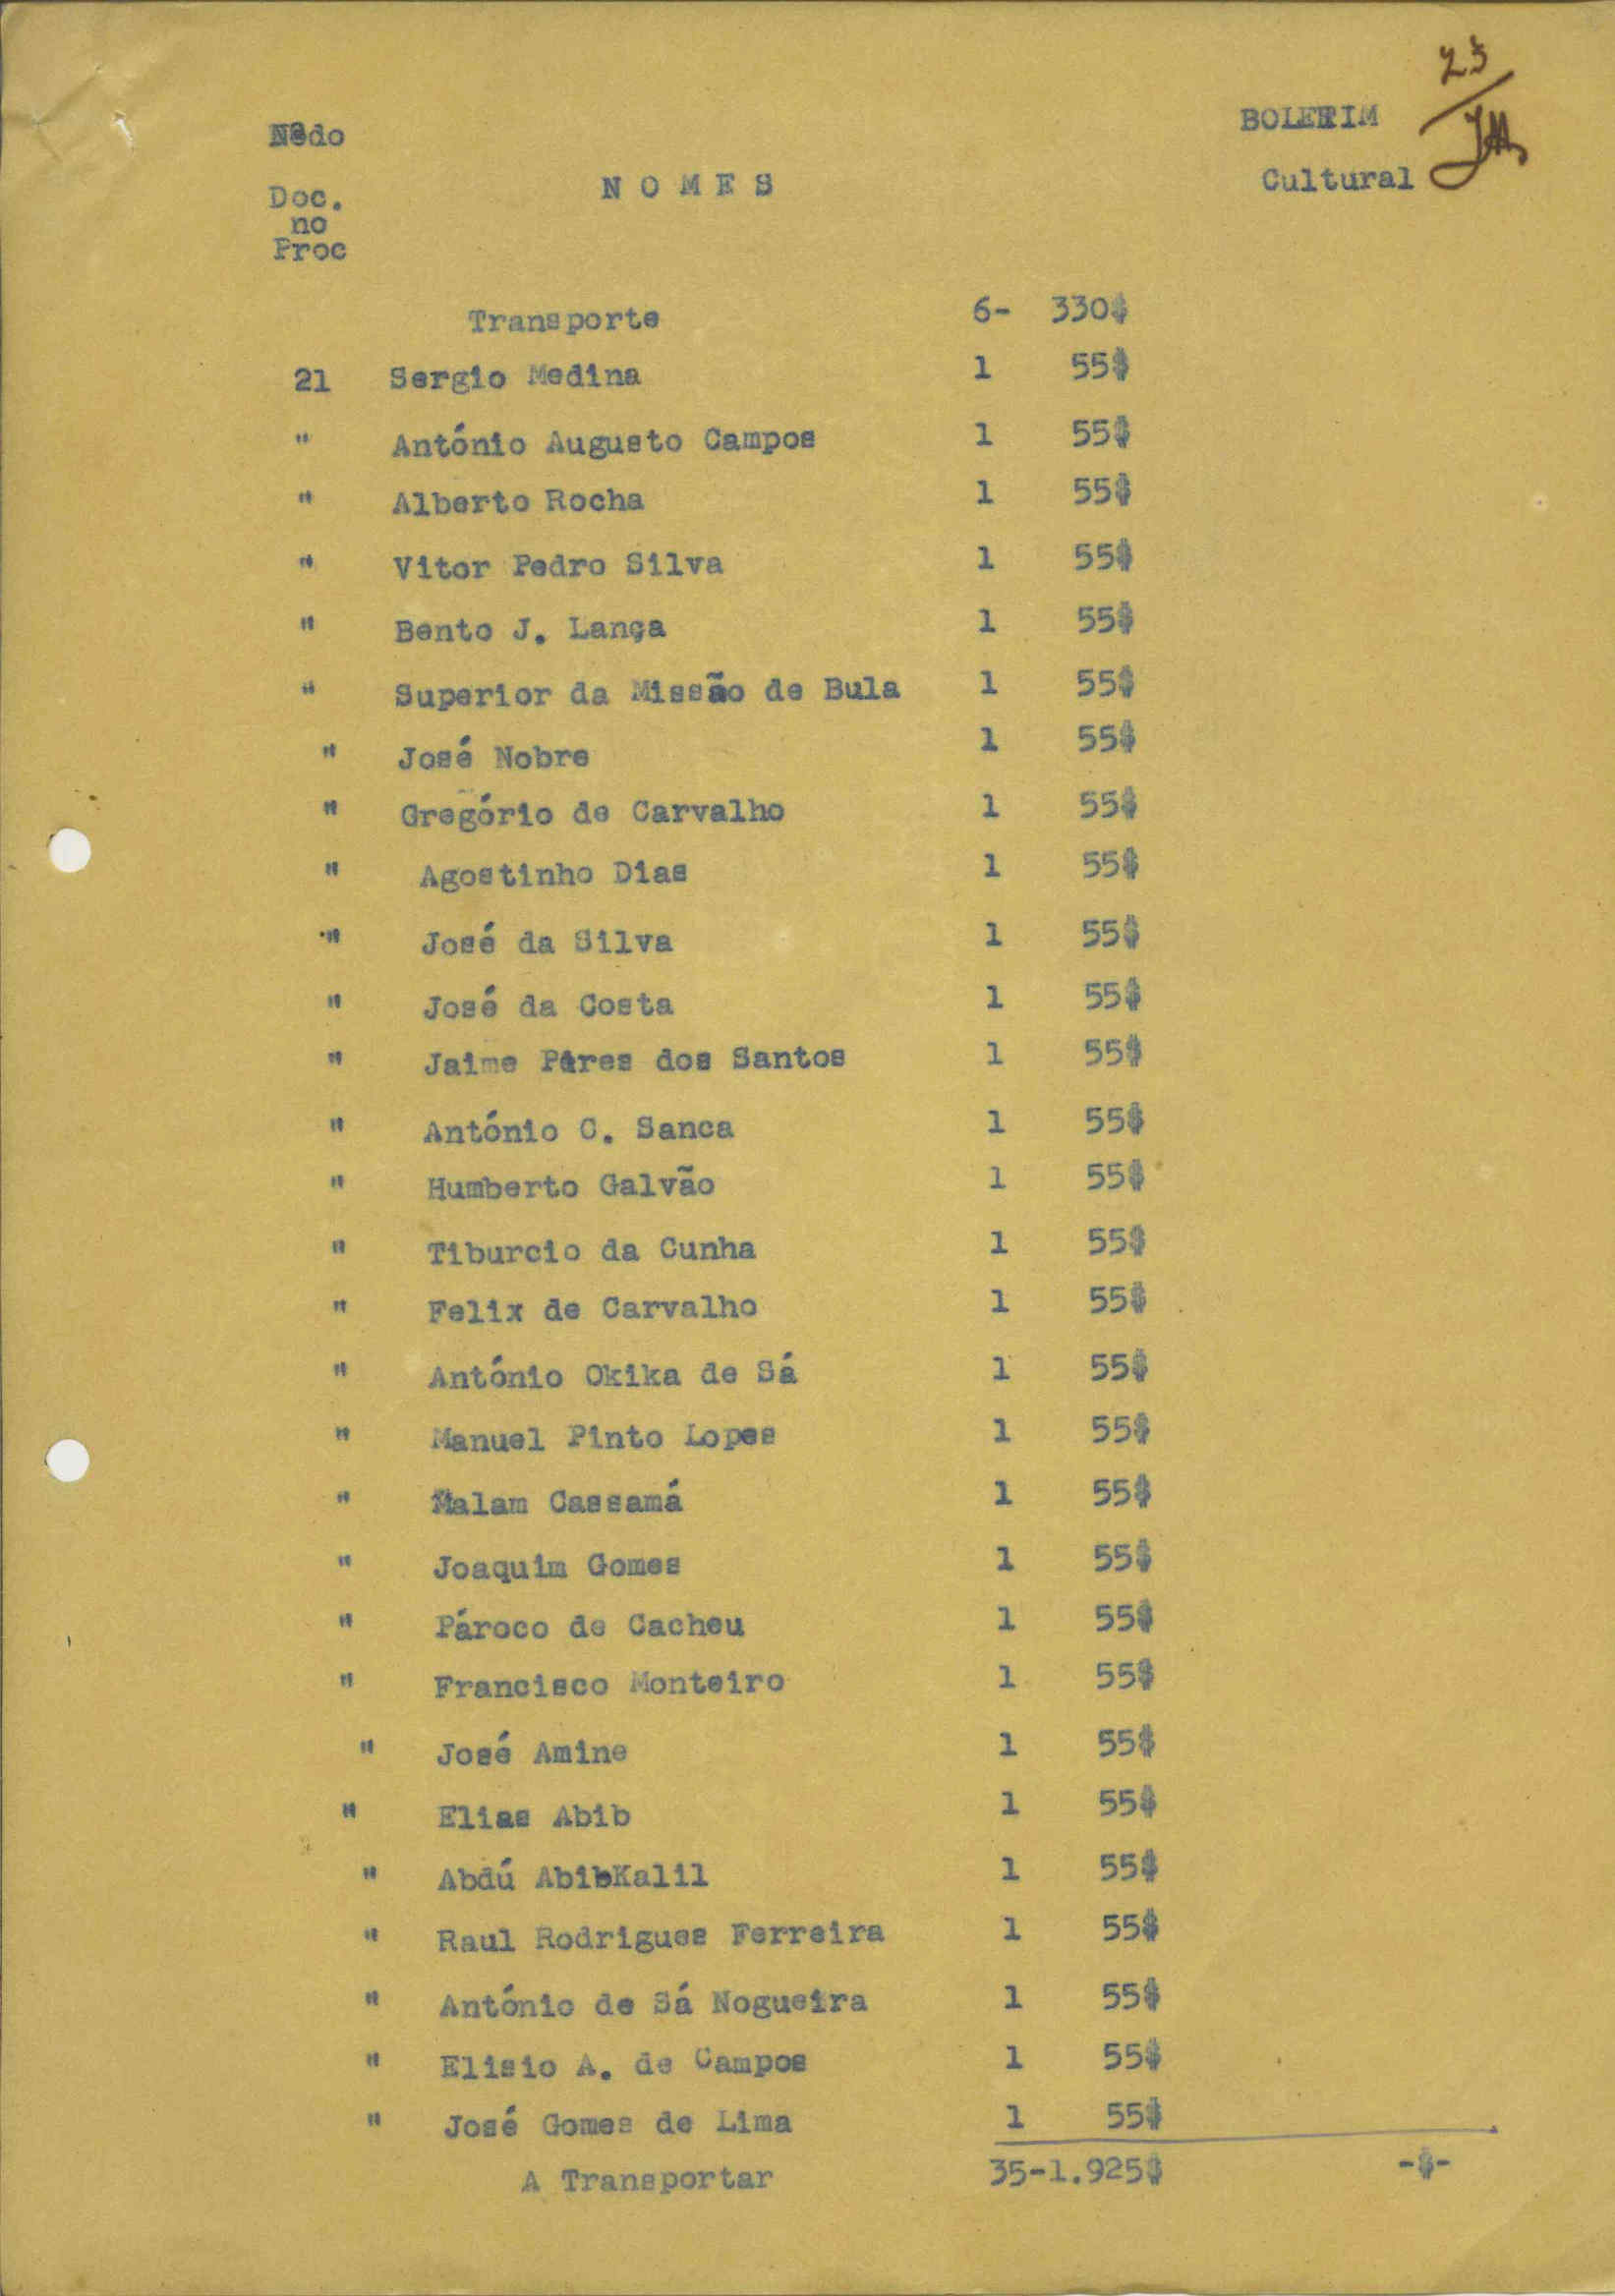 23
BOLETIM
Nº do
Cultural
N O M E S
Doc.
no
Proc
Transporte 6- 330$
21 Sergio Medina 1 55$
" António Augusto Campos 1 55$
" Alberto Rocha 1 55$
" Vitor Pedro Silva 1 55$
" Bento J. Lança 1 55$
" Superior da Missão de Bula 1 55$
" José Nobre 1 55$
" Gregório de Carvalho 1 55$
" Agostinho Dias 1 55$
" José da Silva 1 55$
" José da Costa 1 55$
" Jaime Pires dos Santos 1 55$
" António C. Sanca 1 55$
" Humberto Galvão 1 55$
" Tiburcio da Cunha 1 55$
" Felix de Carvalho 1 55$
" António Okika de Sá 1 55$
" Manuel Pinto Lopes 1 55$
" Malam Cassamá 1 55$
" Joaquim Gomes 1 55$
" Pároco de Cacheu 1 55$
" Francisco Monteiro 1 55$
" José Amine 1 55$
" Elias Abib 1 55$
" Abdú AbibKalil 1 55$
" Raul Rodrigues Ferreira 1 55$
" António de Sá Nogueira 1 55$
" Elisio A. de Campos 1 55$
" José Gomes de Lima 1 55$
A Transportar 35-1.925$ -$-